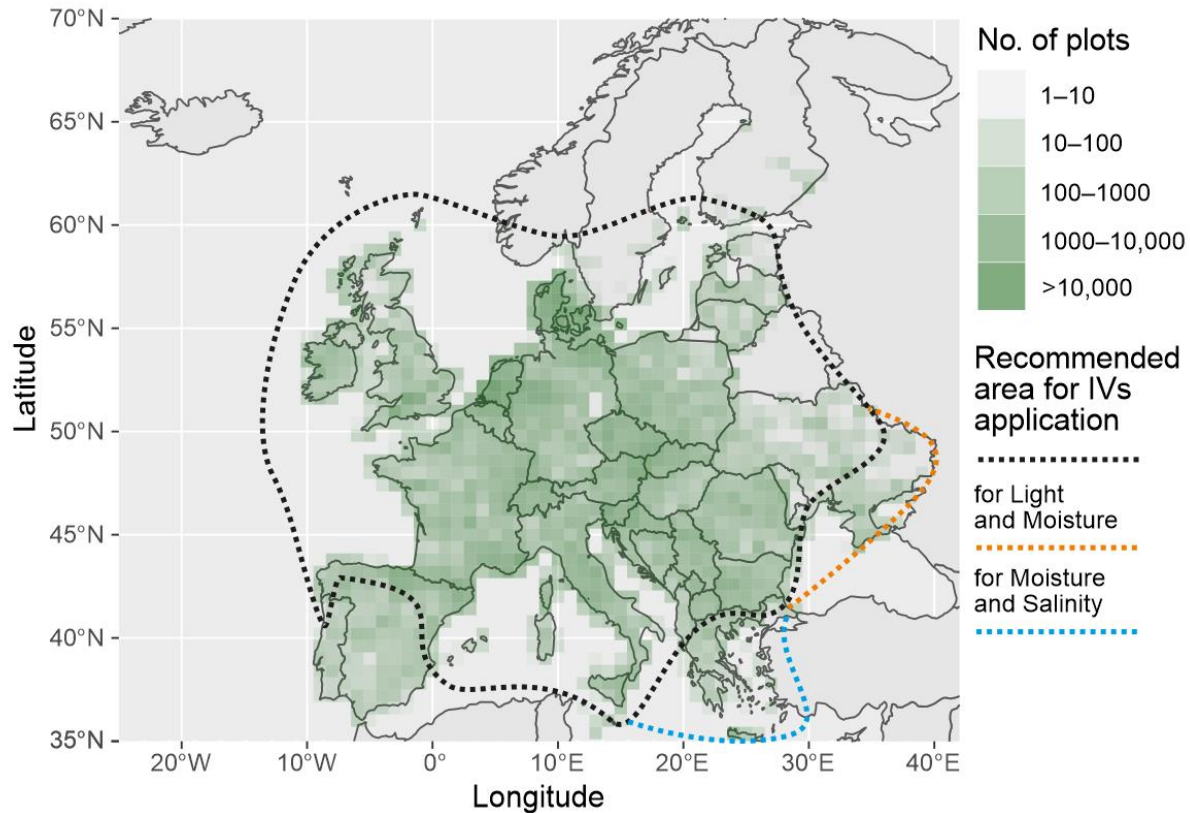 70°N
65°N
60°N
55°N
50°N
45°N
40°N
35°N
Latitude
20°W
10°W
0°
10°E
20°E
30°E
40°E
Longitude
No. of plots
1–10
10–100
100–1000
1000–10,000
>10,000
Recommended
area for IVs
application
for Light
and Moisture
for Moisture
and Salinity